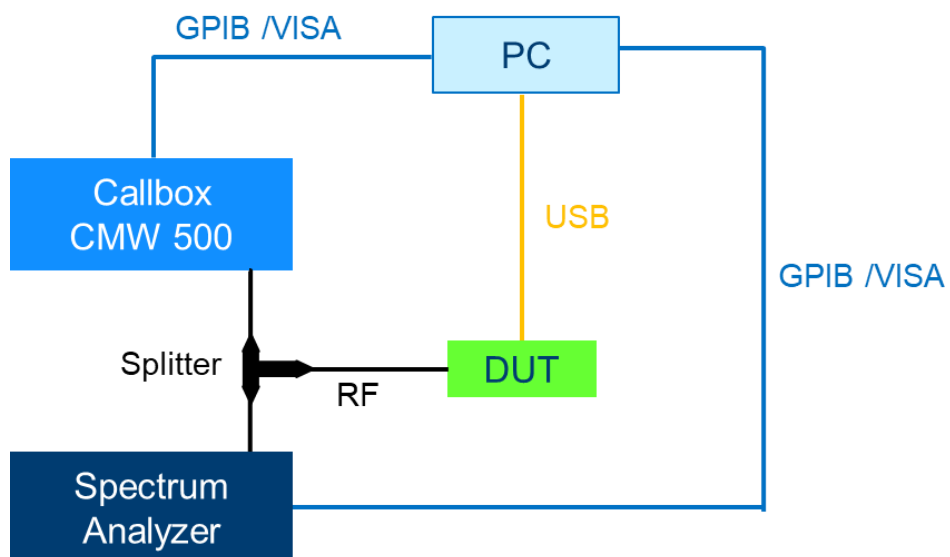 GPIB /VISA
PC
Callbox
CMW 500
USB
GPIB /VISA
Splitter
RF
DUT
Spectrum
Analyzer